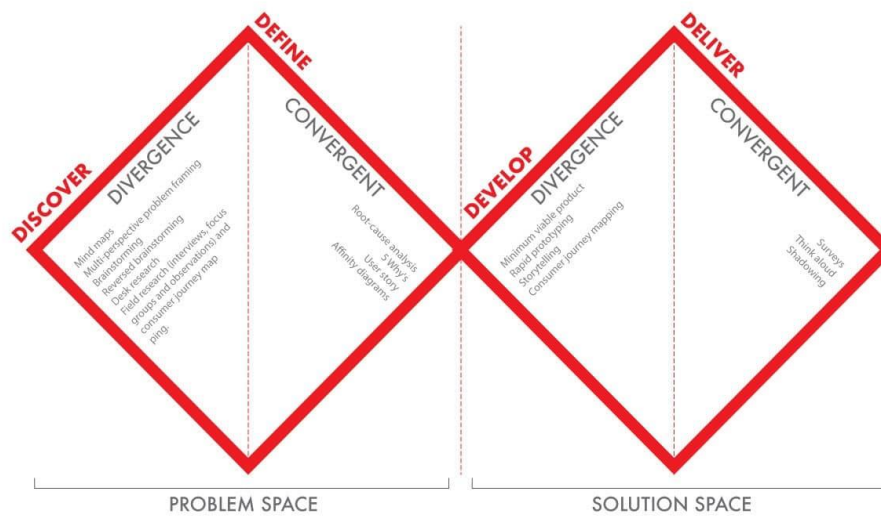 DISCOVER
DIVERGENCE
Mind maps
Multi-perspective problem framing
Brainstorming
Reversed brainstorming
Desk research
Field research (interviews, focus
groups and observations) and
consumer journey map
ping.
DEFINE
CONVERGENT
Root-cause analysis
5 Why's
User story
Affinity diagrams
DEVELOP
DIVERGENCE
Minimum viable product
Rapid prototyping
Storytelling
Consumer journey mapping
DELIVER
CONVERGENT
Surveys
Think aloud
Shadowing
PROBLEM SPACE
SOLUTION SPACE